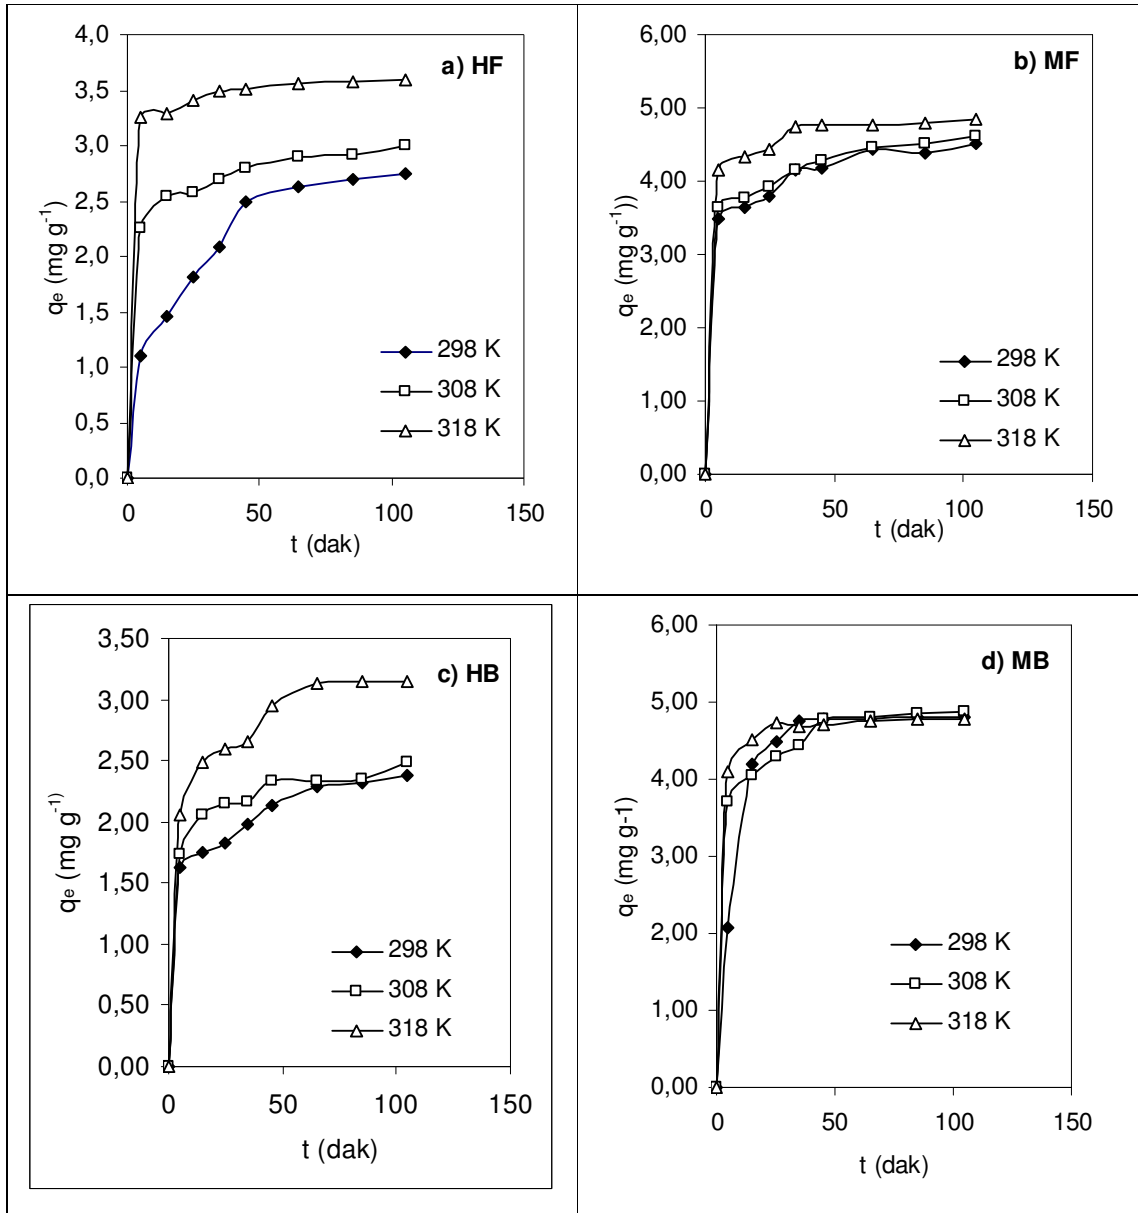 a) HF
4,0
3,5
3,0
2,5
2,0
1,5
1,0
0,5
0,0
qe (mg g-1)
298 K
308 K
318 K
0
50
100
150
t (dak)
b) MF
6,00
5,00
4,00
3,00
2,00
1,00
0,00
qe (mg g-1))
298 K
308 K
318 K
0
50
100
150
t (dak)
c) HB
3,50
3,00
2,50
2,00
1,50
1,00
0,50
0,00
qe (mg g-1)
298 K
308 K
318 K
0
50
100
150
t (dak)
d) MB
6,00
5,00
4,00
3,00
2,00
1,00
0,00
qe (mg g-1)
298 K
308 K
318 K
0
50
100
150
t (dak)